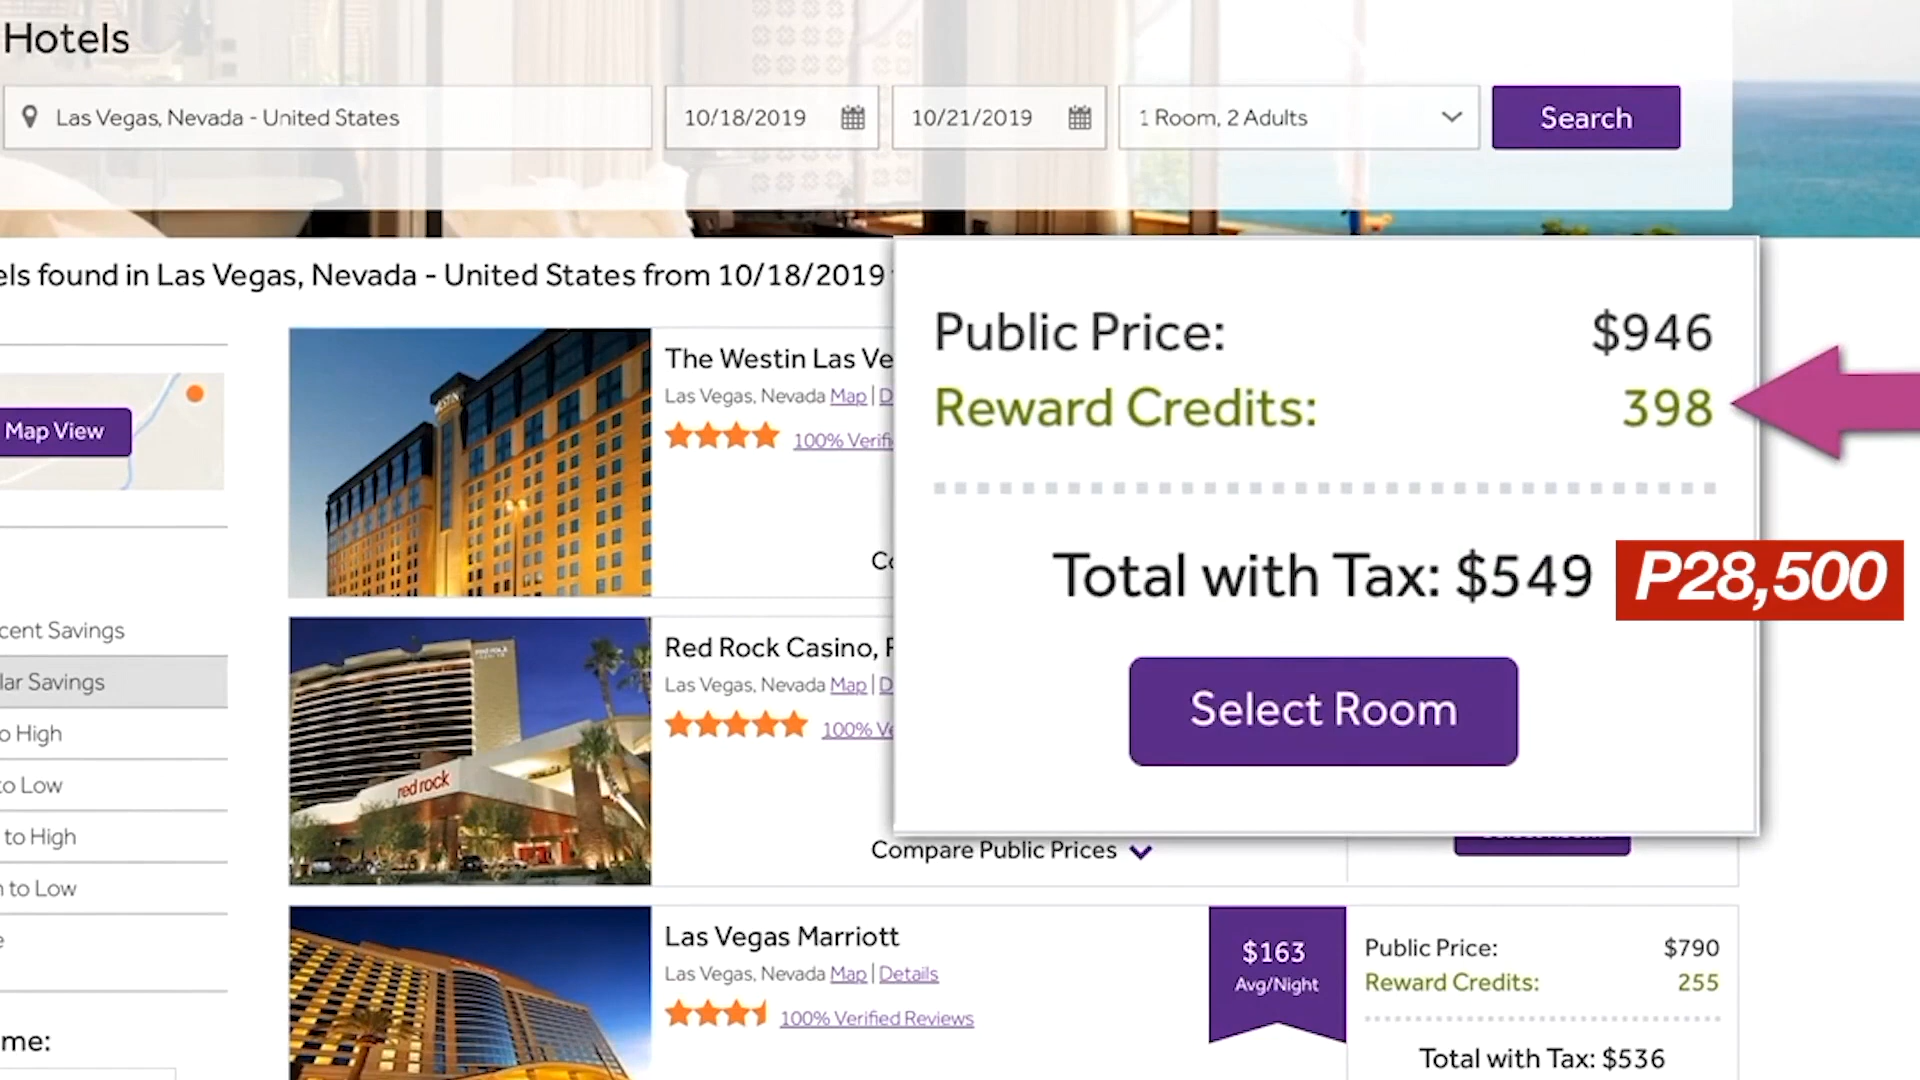 Hotels
Las Vegas, Nevada - United States
10/18/2019
10/21/2019
1 Room, 2 Adults
Search
els found in Las Vegas, Nevada - United States from 10/18/2019
Public Price: $946
Reward Credits: 398
Total with Tax: $549
P28,500
Select Room
Map View
cent Savings
lar Savings
o High
to Low
to High
to Low
me:
WESTIN
The Westin Las Ve
Las Vegas, Nevada Map | D
100% Verifi
Co
red rock
Red Rock Casino,
Las Vegas, Nevada Map | D
100% Ve
Compare Public Prices
Las Vegas Marriott
Las Vegas, Nevada Map | Details
100% Verified Reviews
$163
Avg/Night
Public Price: $790
Reward Credits: 255
Total with Tax: $536